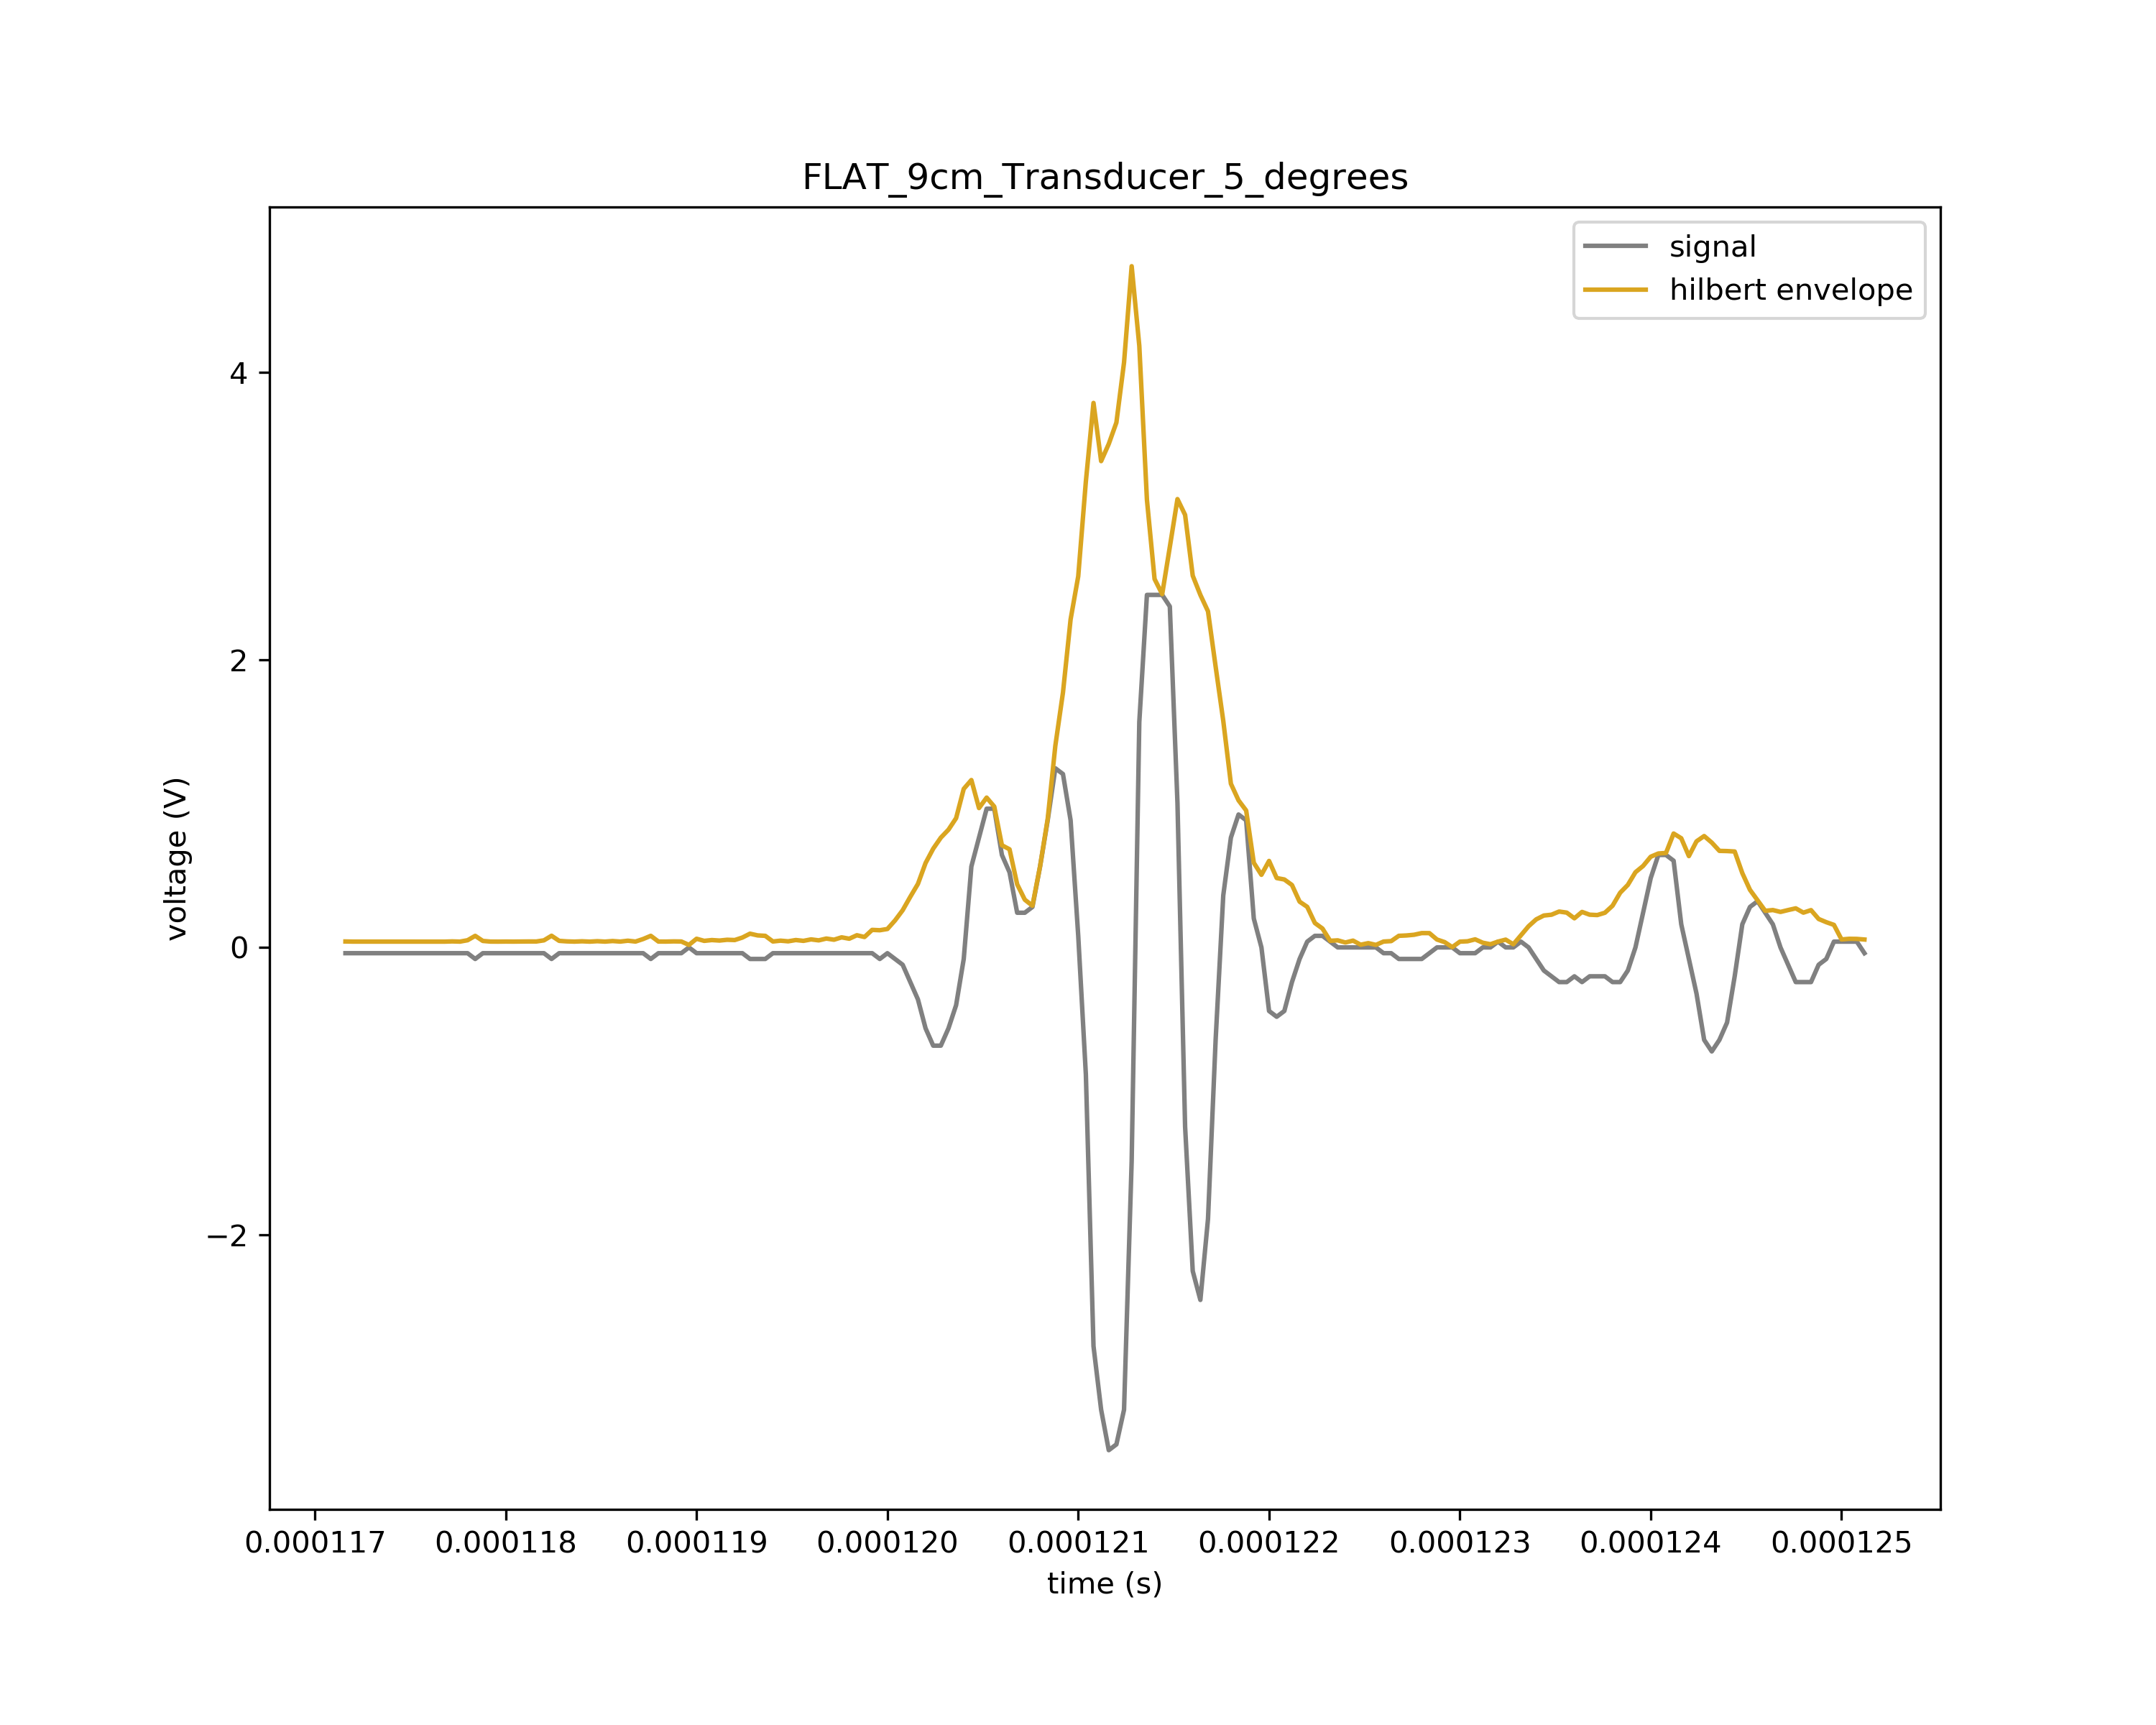 FLAT_9cm_Transducer_5_degrees
signal
hilbert envelope
4
2
0
−2
voltage (V)
0.000117 0.000118 0.000119 0.000120 0.000121 0.000122 0.000123 0.000124 0.000125
time (s)